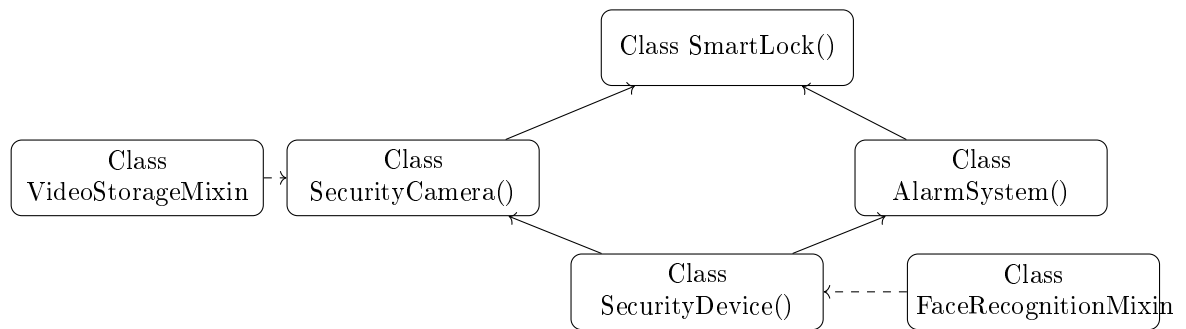 Class SmartLock()
Class
VideoStorageMixin
Class
SecurityCamera()
Class
AlarmSystem()
Class
SecurityDevice()
Class
FaceRecognitionMixin